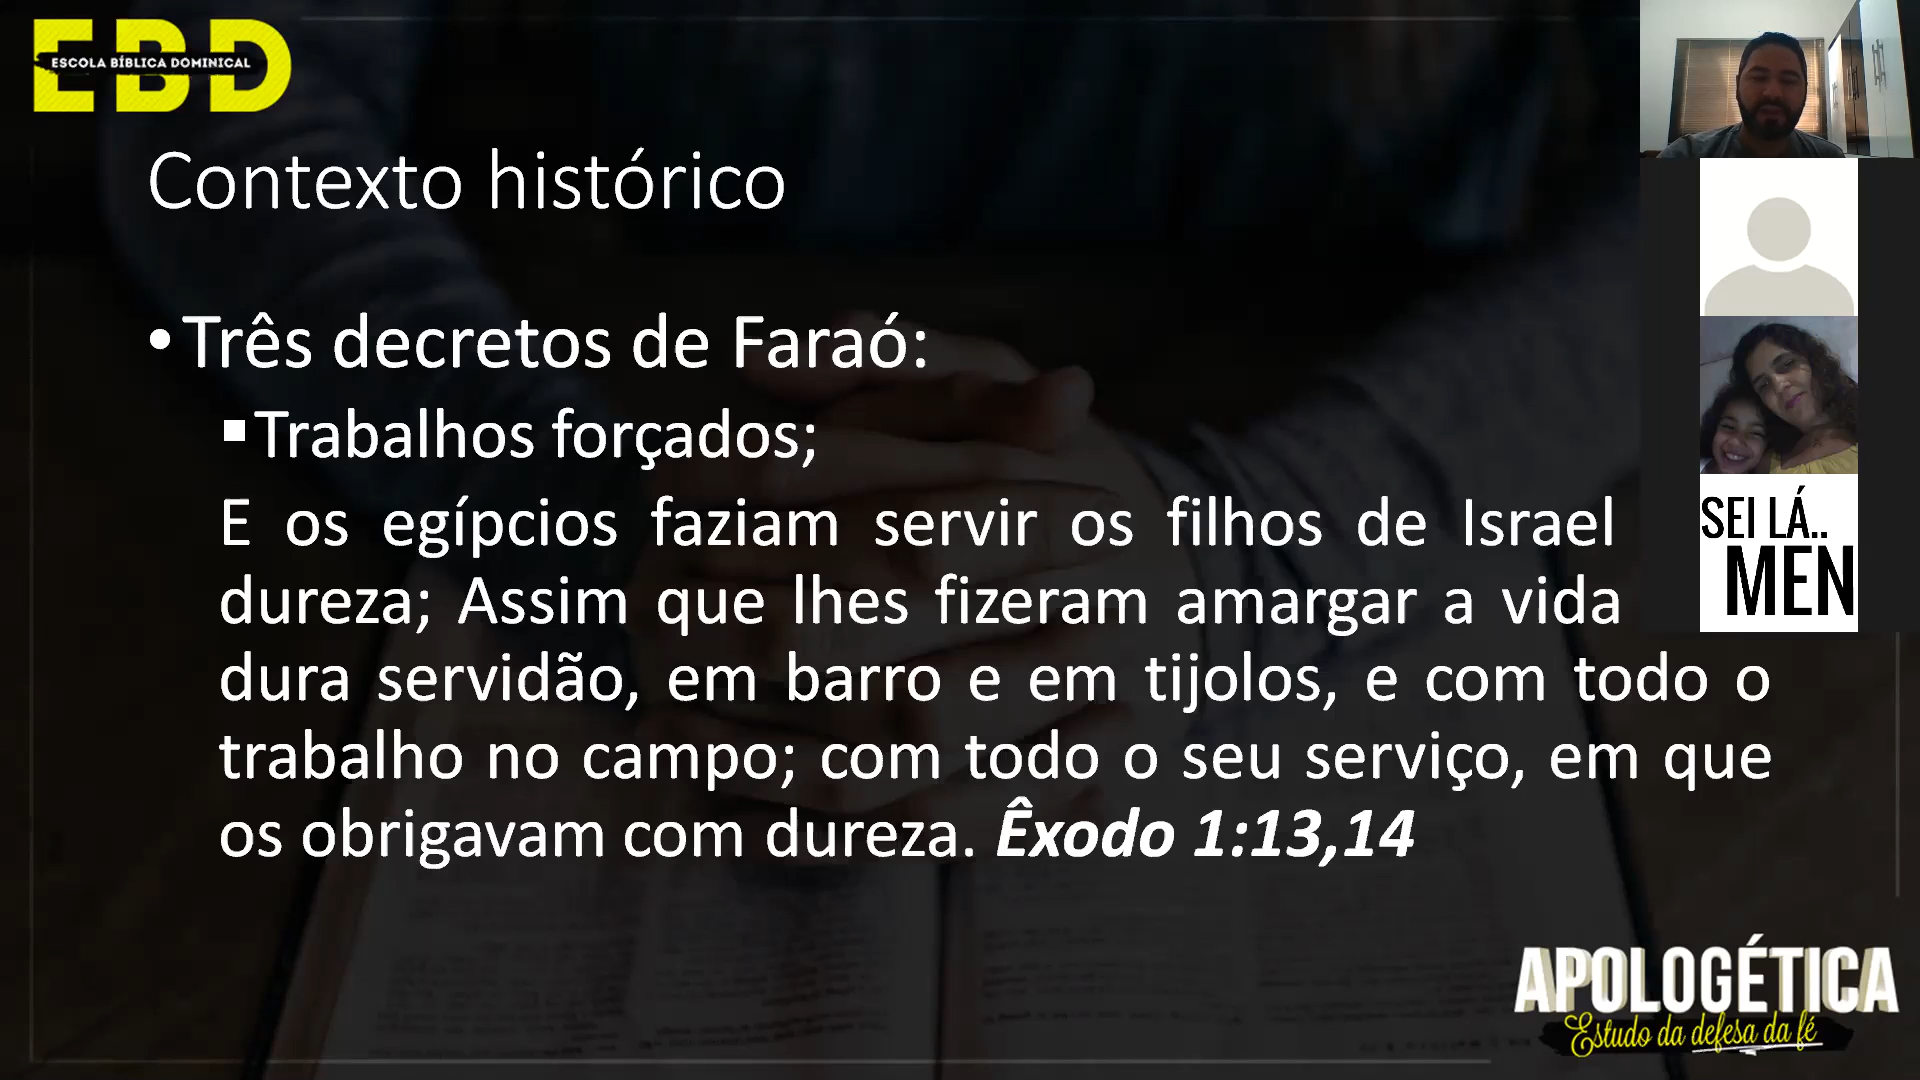 EBD
ESCOLA BÍBLICA DOMINICAL
Contexto histórico
• Três decretos de Faraó:
▪ Trabalhos forçados;
E os egípcios faziam servir os filhos de Israel
dureza; Assim que lhes fizeram amargar a vida
dura servidão, em barro e em tijolos, e com todo o
trabalho no campo; com todo o seu serviço, em que
os obrigavam com dureza. Êxodo 1:13,14
SEI LÁ..
MEN
APOLOGÉTICA
Estudo da defesa da fé